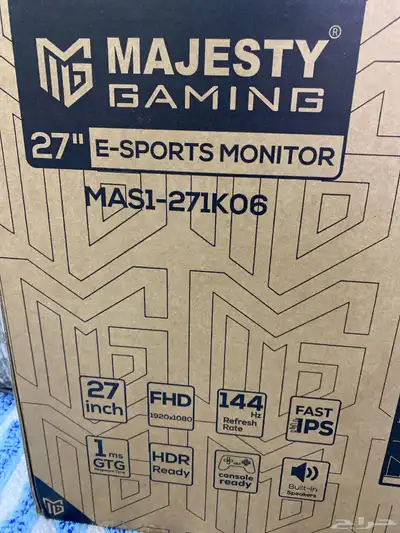 MAJESTY®
GAMING
27" E-SPORTS MONITOR
MAS1-271K06
27
inch
FHD
1920x1080
144
Hz
Refresh
Rate
FAST
IPS
1 ms
GTG
HDR
Ready
console
ready
Built-in
Speakers
حراج